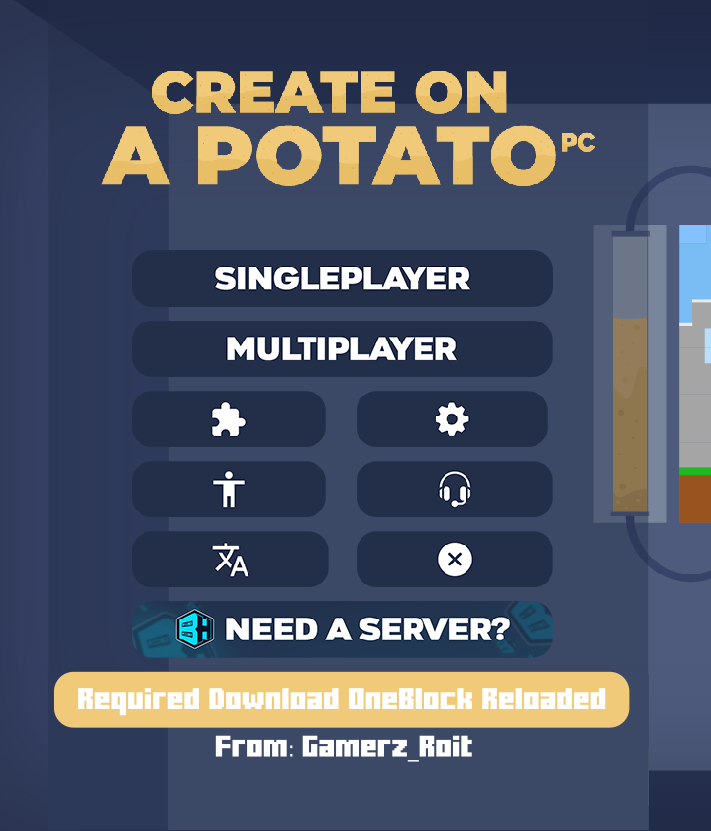 CREATE ON
A POTATO PC
SINGLEPLAYER
MULTIPLAYER
NEED A SERVER?
Required Download OneBlock Reloaded
From: Gamerz_Roit